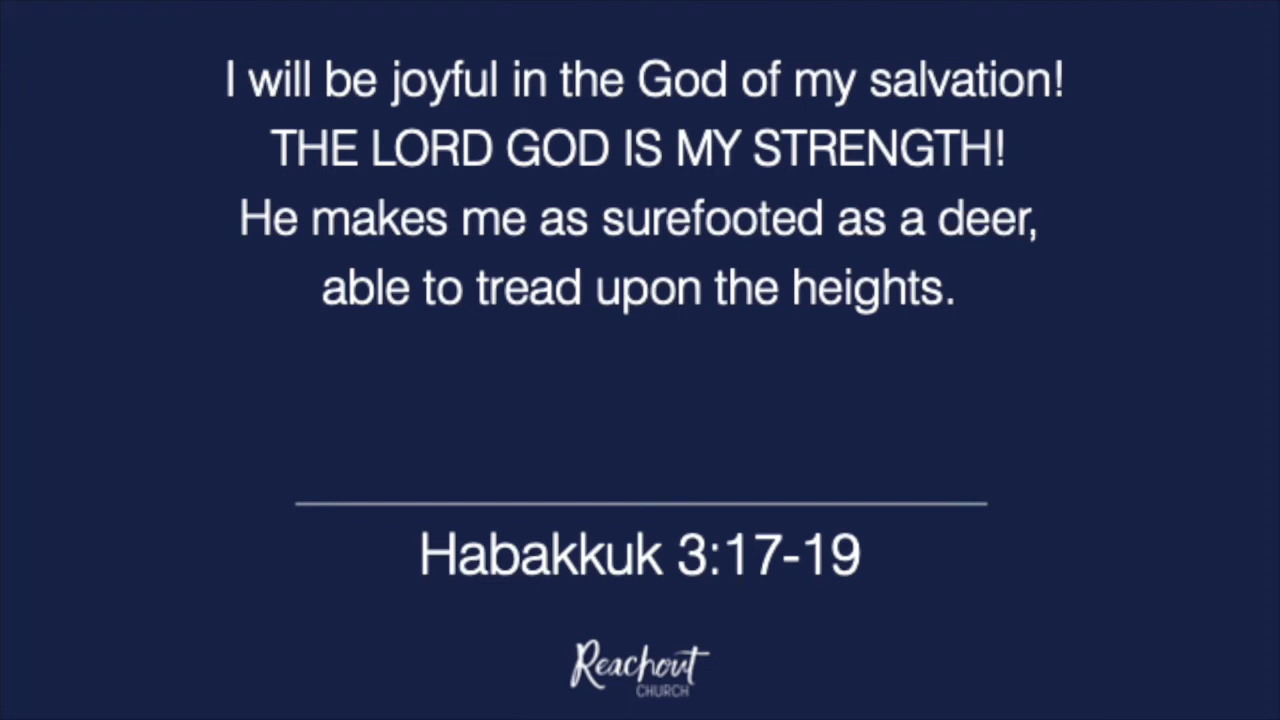 I will be joyful in the God of my salvation!
THE LORD GOD IS MY STRENGTH!
He makes me as surefooted as a deer,
able to tread upon the heights.
Habakkuk 3:17-19
Reachout
CHURCH